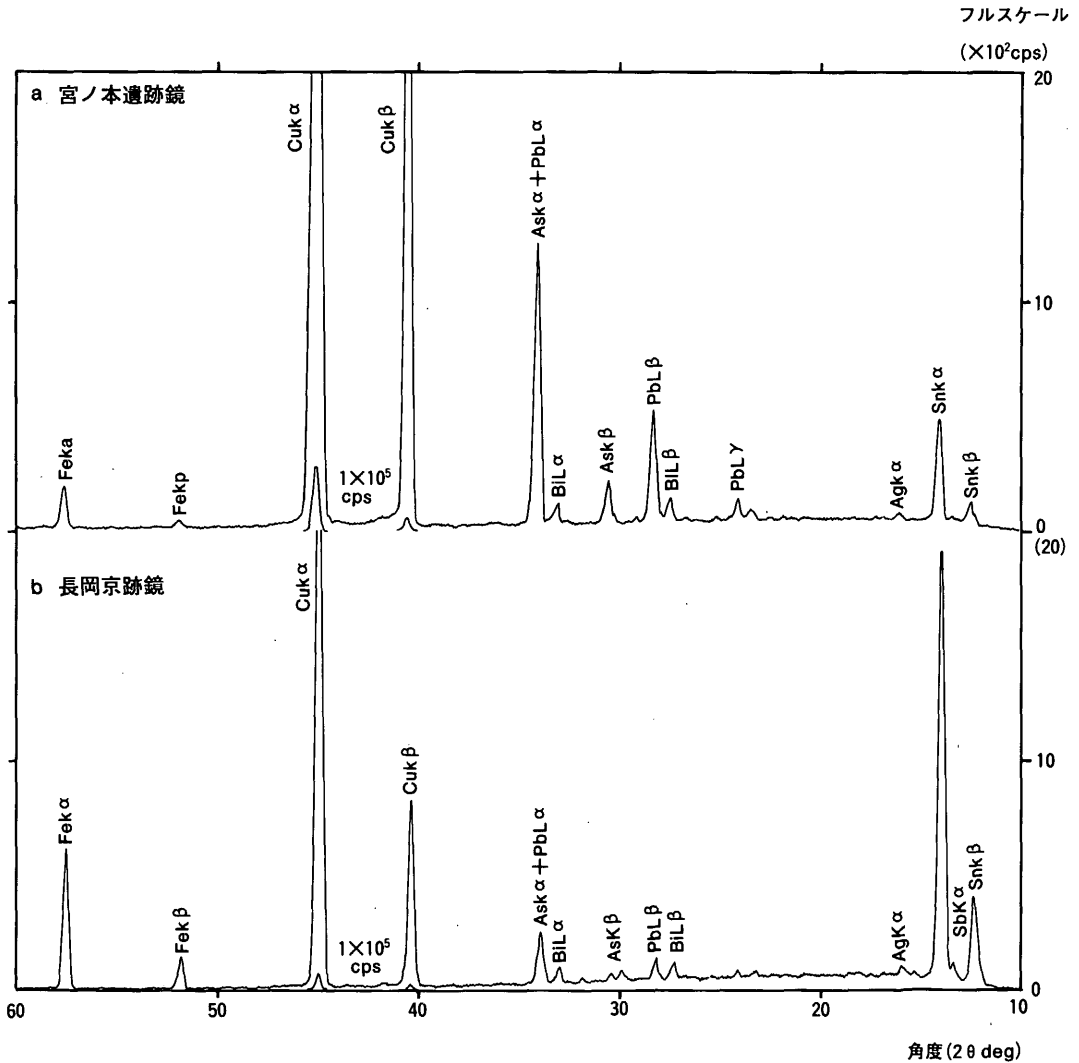 フルスケール
(×10²cps)
20
a 宮ノ本遺跡鏡
Cukα
Cukβ
Askα+PbLα
10
PbLβ
Snkα
Feka
Fekp
1×10⁵
cps
BiLα
Askβ
BiLβ
PbLγ
Agkα
Snkβ
0
(20)
b 長岡京跡鏡
Cukα
10
Cukβ
Fekα
Fekβ
1×10⁵
cps
Askα+PbLα
BiLα
AsKβ
PbLβ
BiLβ
AgKα
SbKα
Snkβ
0
60
50
40
30
20
10
角度(2θdeg)